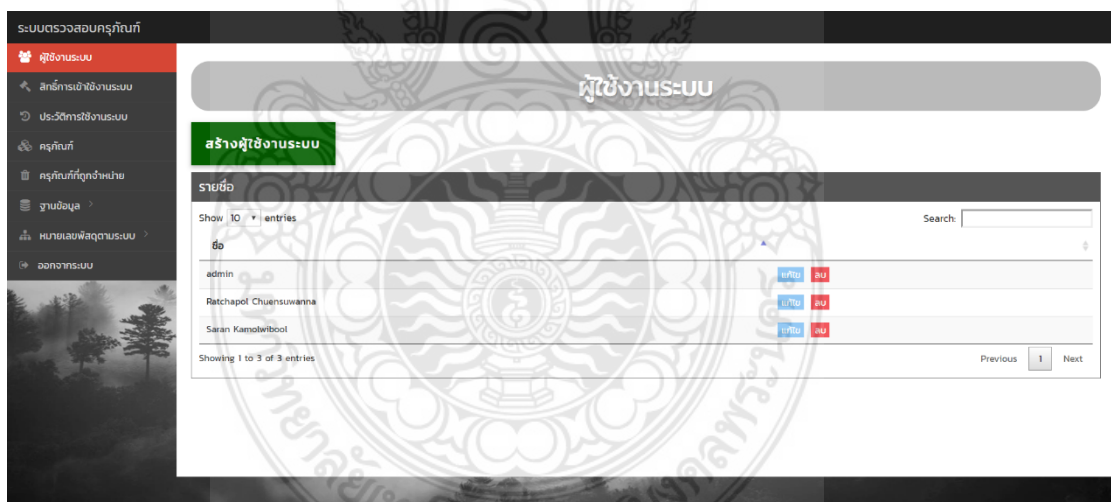 ระบบตรวจสอบครุภัณฑ์
ผู้ใช้งานระบบ
สิทธิ์การเข้าใช้งานระบบ
ประวัติการใช้งานระบบ
ครุภัณฑ์
ครุภัณฑ์ที่ถูกจำหน่าย
ฐานข้อมูล
หมายเลขพัสดุตามระบบ
ออกจากระบบ
ผู้ใช้งานระบบ
สร้างผู้ใช้งานระบบ
รายชื่อ
Show 10 entries
Search:
ชื่อ
admin แก้ไข ลบ
Ratchapol Chuensuwanna แก้ไข ลบ
Saran Kamolwibool แก้ไข ลบ
Showing 1 to 3 of 3 entries
Previous 1 Next